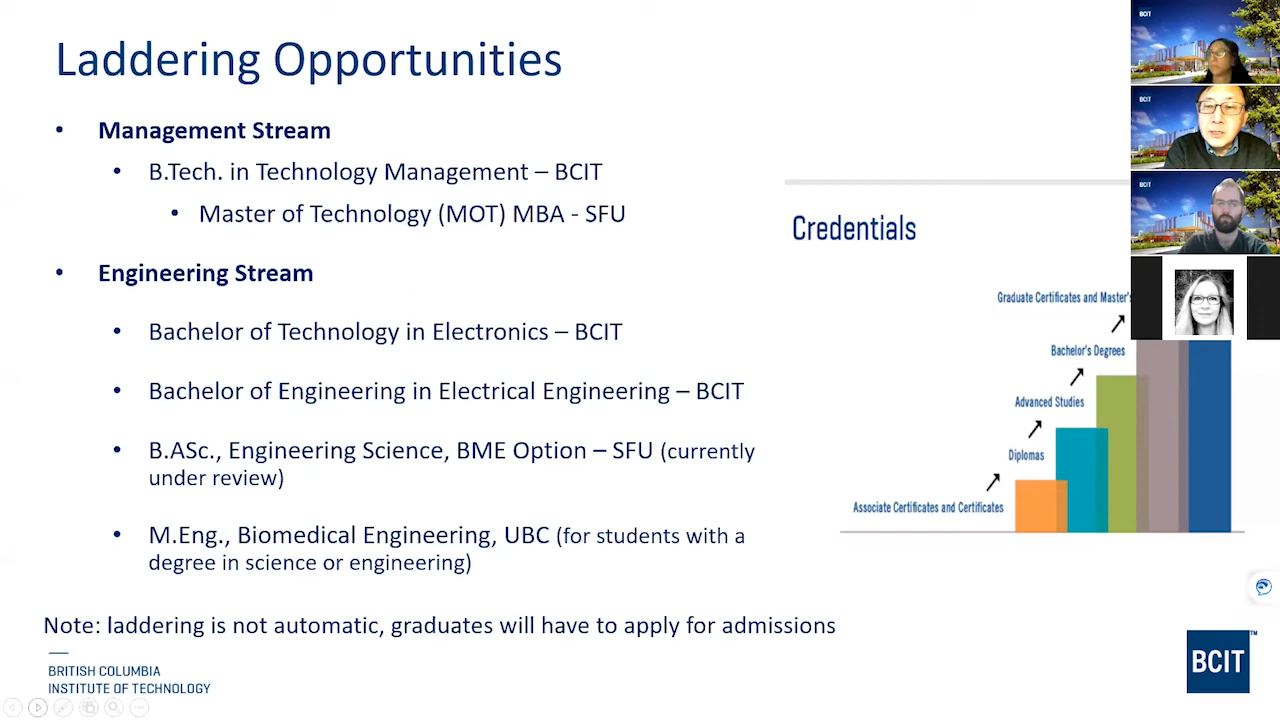 Laddering Opportunities
• Management Stream
• B.Tech. in Technology Management – BCIT
• Master of Technology (MOT) MBA - SFU
• Engineering Stream
• Bachelor of Technology in Electronics – BCIT
• Bachelor of Engineering in Electrical Engineering – BCIT
• B.ASc., Engineering Science, BME Option – SFU (currently
under review)
• M.Eng., Biomedical Engineering, UBC (for students with a
degree in science or engineering)
Note: laddering is not automatic, graduates will have to apply for admissions
BRITISH COLUMBIA
INSTITUTE OF TECHNOLOGY
Credentials
Graduate Certificates and Master's
Bachelor's Degrees
Advanced Studies
Diplomas
Associate Certificates and Certificates
BCIT
BCIT
BCIT
BCIT™